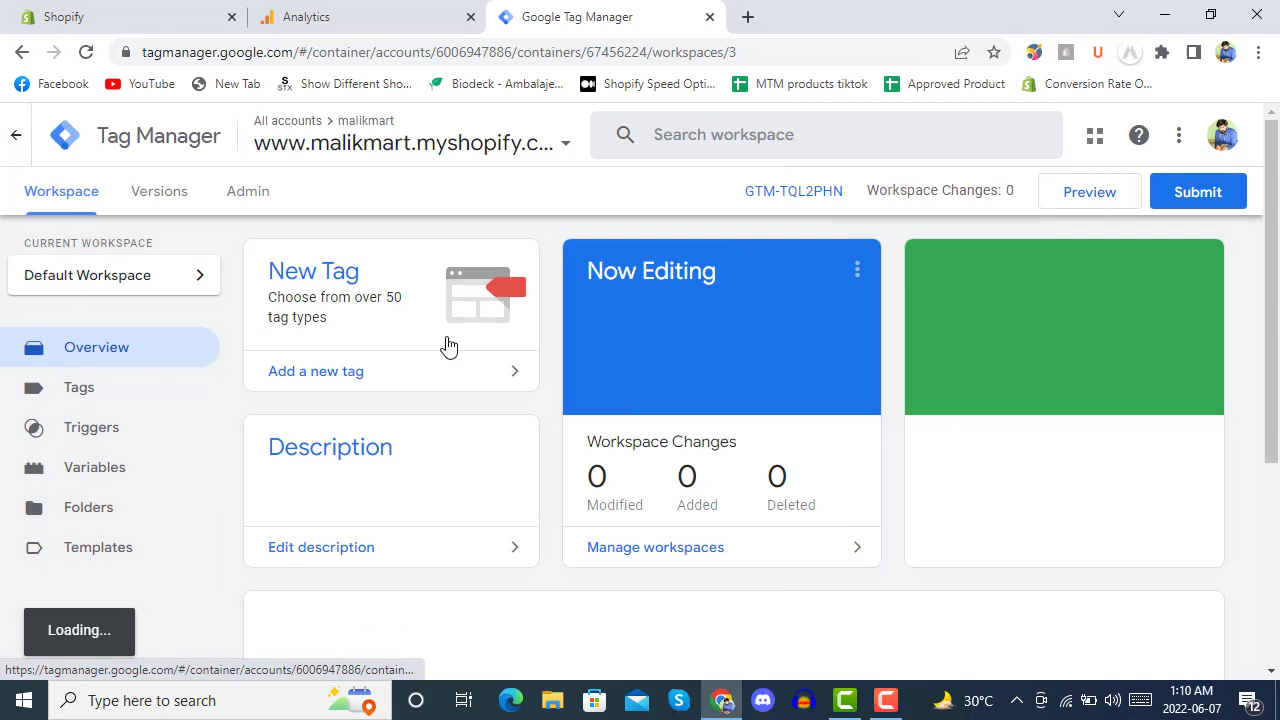 Shopify
Analytics
Google Tag Manager
tagmanager.google.com/#/container/accounts/6006947886/containers/67456224/workspaces/3
Facebook
YouTube
New Tab
STX
Show Different Sho...
Biodeck - Ambalaje...
Shopify Speed Opti...
MTM products tiktok
Approved Product
Conversion Rate O...
Tag Manager
All accounts > malikmart
www.malikmart.myshopify.c...
Search workspace
Workspace
Versions
Admin
GTM-TQL2PHN
Workspace Changes: 0
Preview
Submit
CURRENT WORKSPACE
Default Workspace
Overview
Tags
Triggers
Variables
Folders
Templates
New Tag
Choose from over 50
tag types
Add a new tag
Now Editing
Description
Edit description
Workspace Changes
0 0 0
Modified Added Deleted
Manage workspaces
Loading...
https://tagmanager.google.com/#/container/accounts/6006947886/contain...
Type here to search
30°C
1:10 AM
2022-06-07
12